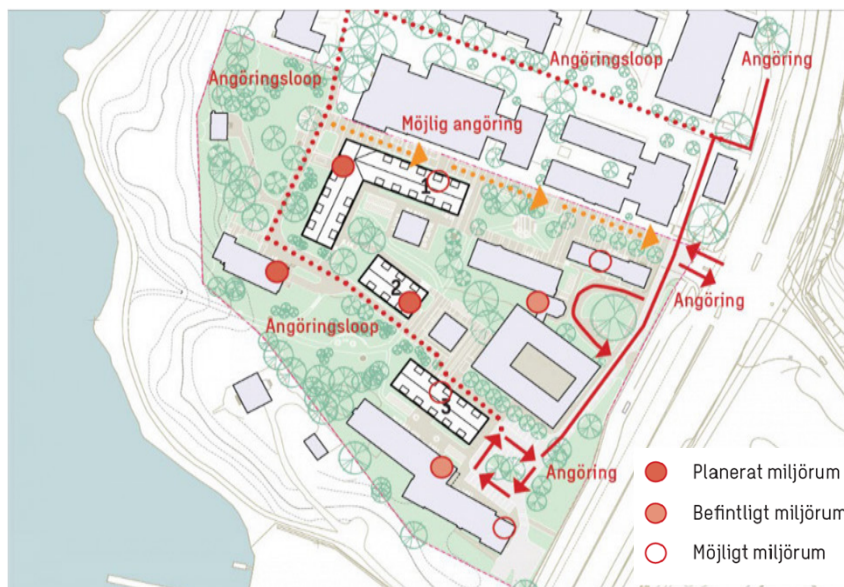 Angöringsloop
Angöringsloop
Angöring
Möjlig angöring
1
2
Angöring
Angöringsloop
3
Angöring
Planerat miljörum
Befintligt miljörum
Möjligt miljörum